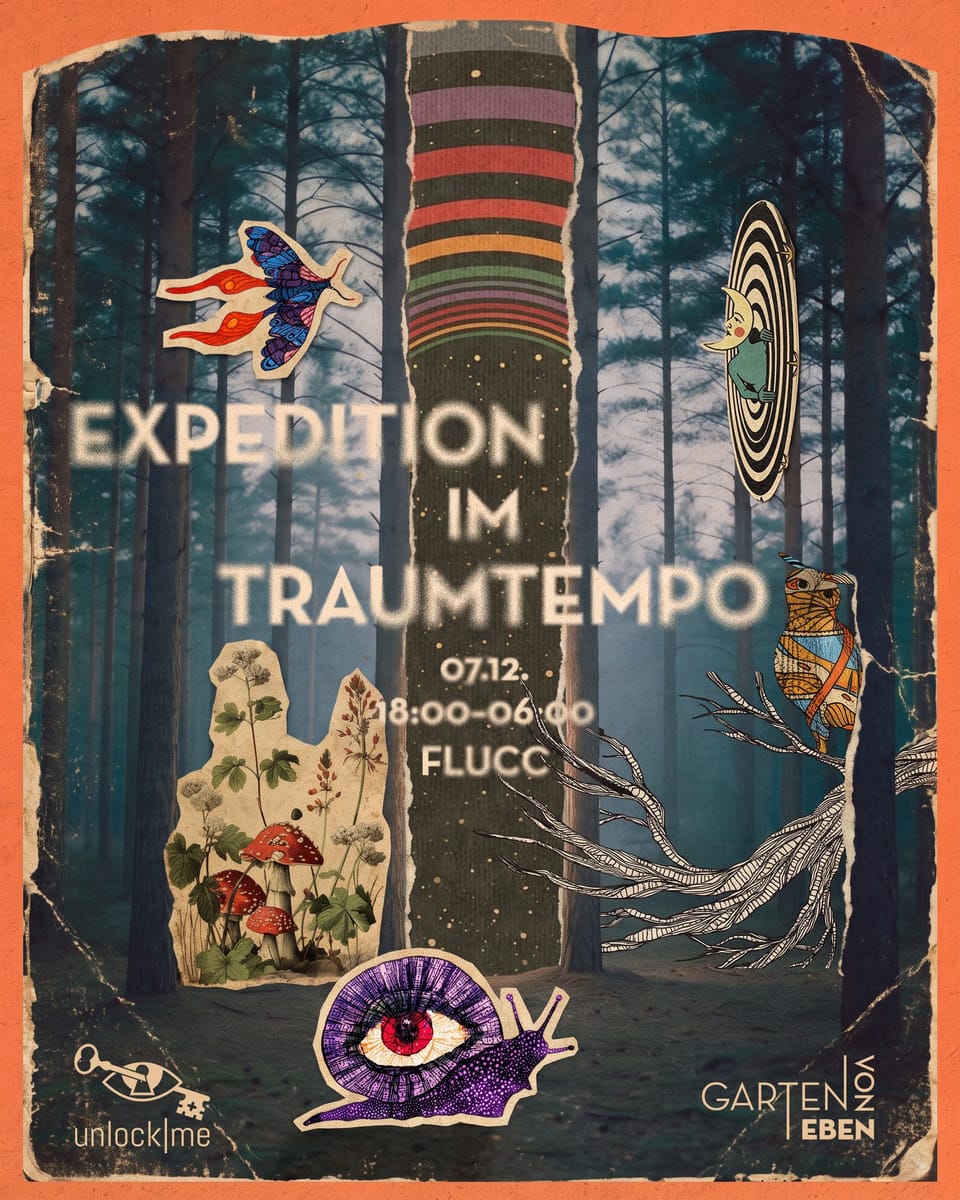 EXPEDITION
IM
TRAUMTEMPO
07.12.
18:00–06:00
FLUCC
unlock|me
GARTEN VON
EBEN